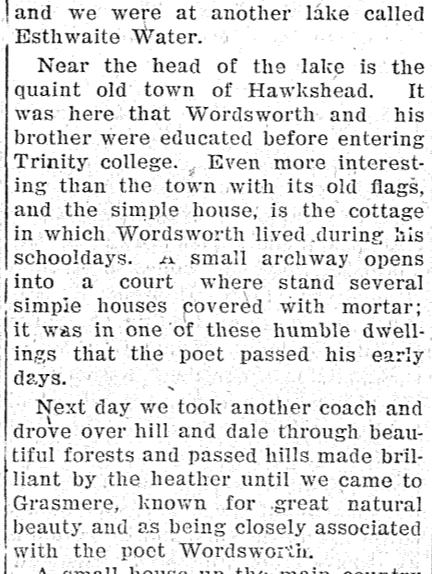 and we were at another lake called
Esthwaite Water.
Near the head of the lake is the
quaint old town of Hawkshead. It
was here that Wordsworth and his
brother were educated before entering
Trinity college. Even more interest-
ing than the town with its old flags,
and the simple house, is the cottage
in which Wordsworth lived during his
schooldays. A small archway opens
into a court where stand several
simple houses covered with mortar;
it was in one of these humble dwell-
ings that the poet passed his early
days.
Next day we took another coach and
drove over hill and dale through beau-
tiful forests and passed hills made bril-
liant by the heather until we came to
Grasmere, known for great natural
beauty and as being closely associated
with the poet Wordsworth.
A small house up the main country